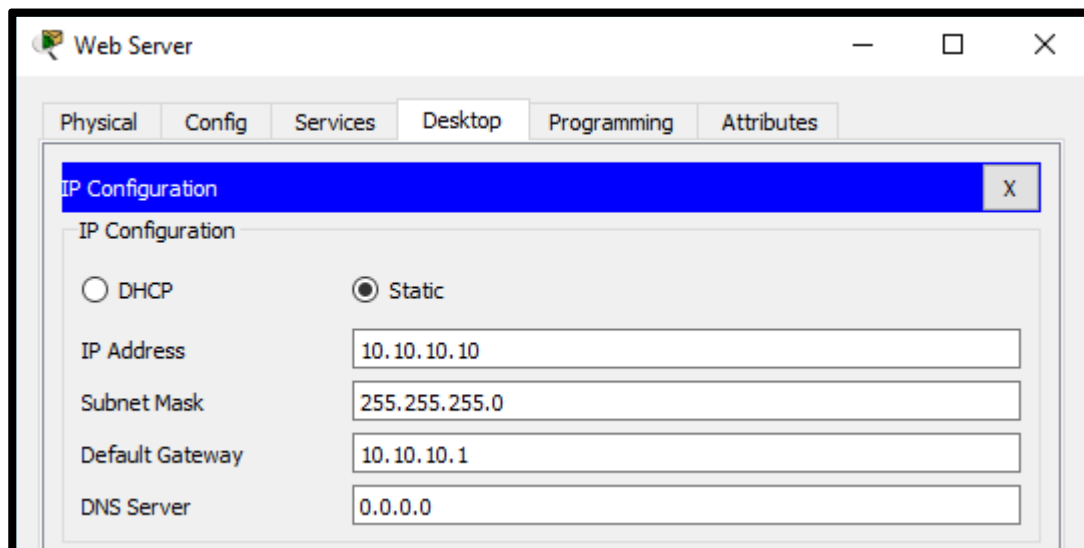 Web Server
Physical Config Services Desktop Programming Attributes
IP Configuration X
IP Configuration
DHCP Static
IP Address 10.10.10.10
Subnet Mask 255.255.255.0
Default Gateway 10.10.10.1
DNS Server 0.0.0.0